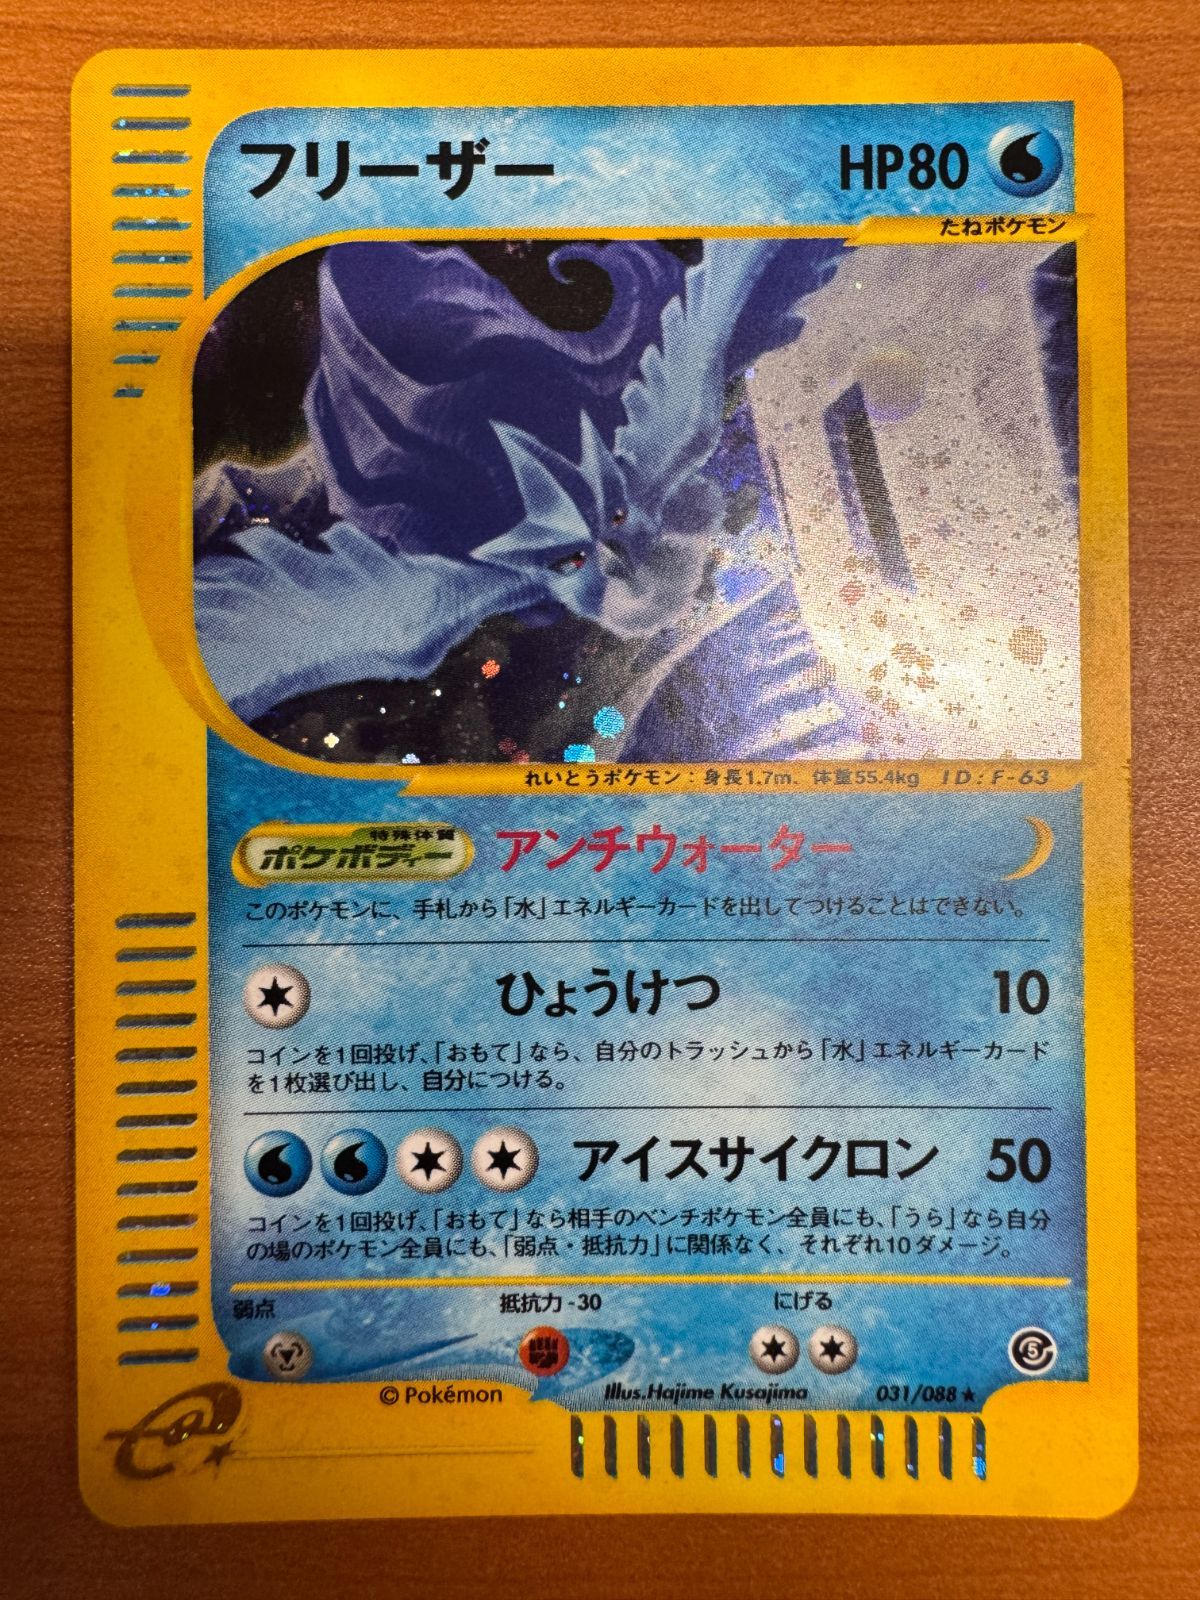 フリーザー HP80
たねポケモン
れいとうポケモン：身長1.7m、体重55.4kg ID：F-63
特殊体質
ポケボディー アンチウォーター
このポケモンに、手札から「水」エネルギーカードを出してつけることはできない。
ひょうけつ 10
コインを1回投げ、「おもて」なら、自分のトラッシュから「水」エネルギーカード
を1枚選び出し、自分につける。
アイスサイクロン 50
コインを1回投げ、「おもて」なら相手のベンチポケモン全員にも、「うら」なら自分
の場のポケモン全員にも、「弱点・抵抗力」に関係なく、それぞれ10ダメージ。
弱点 抵抗力 -30 にげる
5
© Pokémon Illus.Hajime Kusajima 031/088 ★
e